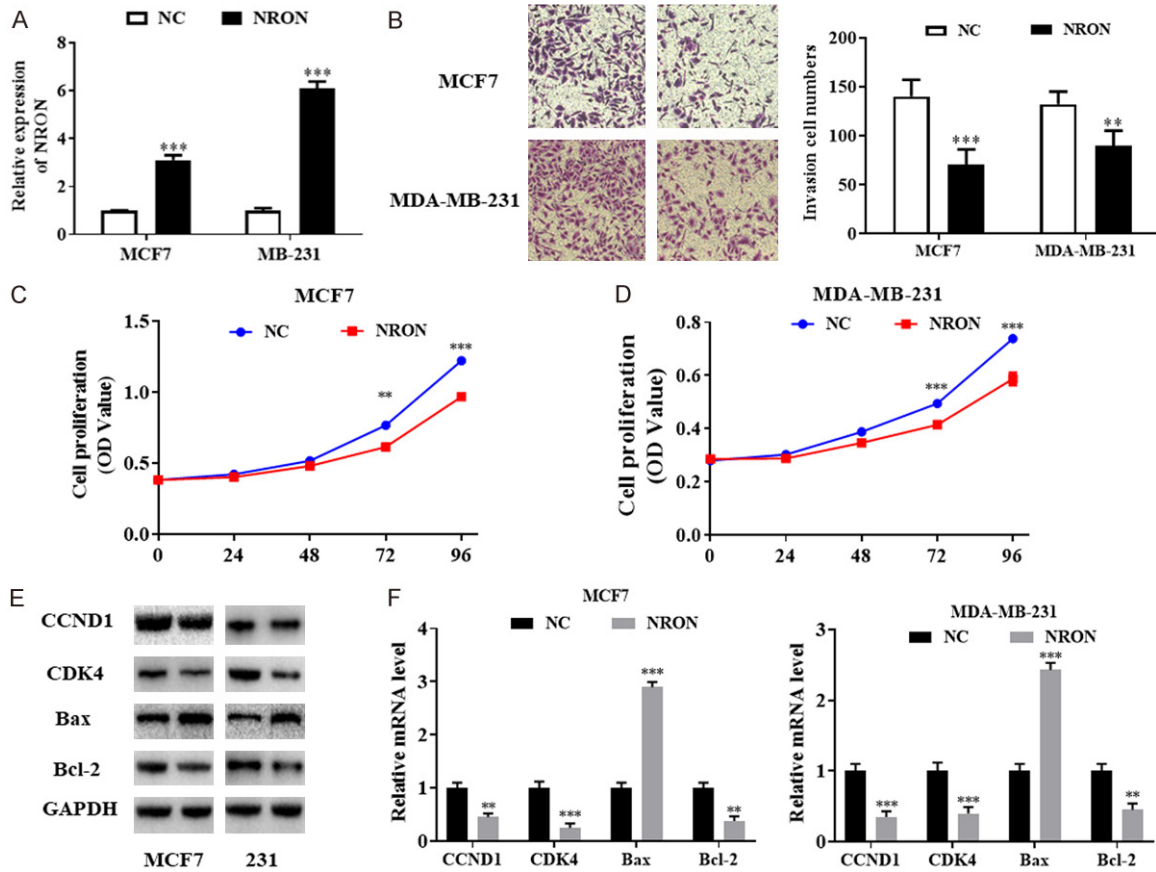 A
NC NRON
Relative expression
of NRON
8
6
4
2
0
***
***
MCF7 MB-231
B
MCF7
MDA-MB-231
NC NRON
Invasion cell numbers
200
150
100
50
0
***
**
MCF7 MDA-MB-231
C
MCF7
NC NRON
Cell proliferation
(OD Value)
1.5
1.0
0.5
0.0
**
***
0 24 48 72 96
D
MDA-MB-231
NC NRON
Cell proliferation
(OD Value)
0.8
0.6
0.4
0.2
0.0
***
***
0 24 48 72 96
E
CCND1
CDK4
Bax
Bcl-2
GAPDH
MCF7 231
F
MCF7
NC NRON
Relative mRNA level
4
3
2
1
0
**
***
***
**
CCND1 CDK4 Bax Bcl-2
MDA-MB-231
NC NRON
Relative mRNA level
3
2
1
0
***
***
***
**
CCND1 CDK4 Bax Bcl-2